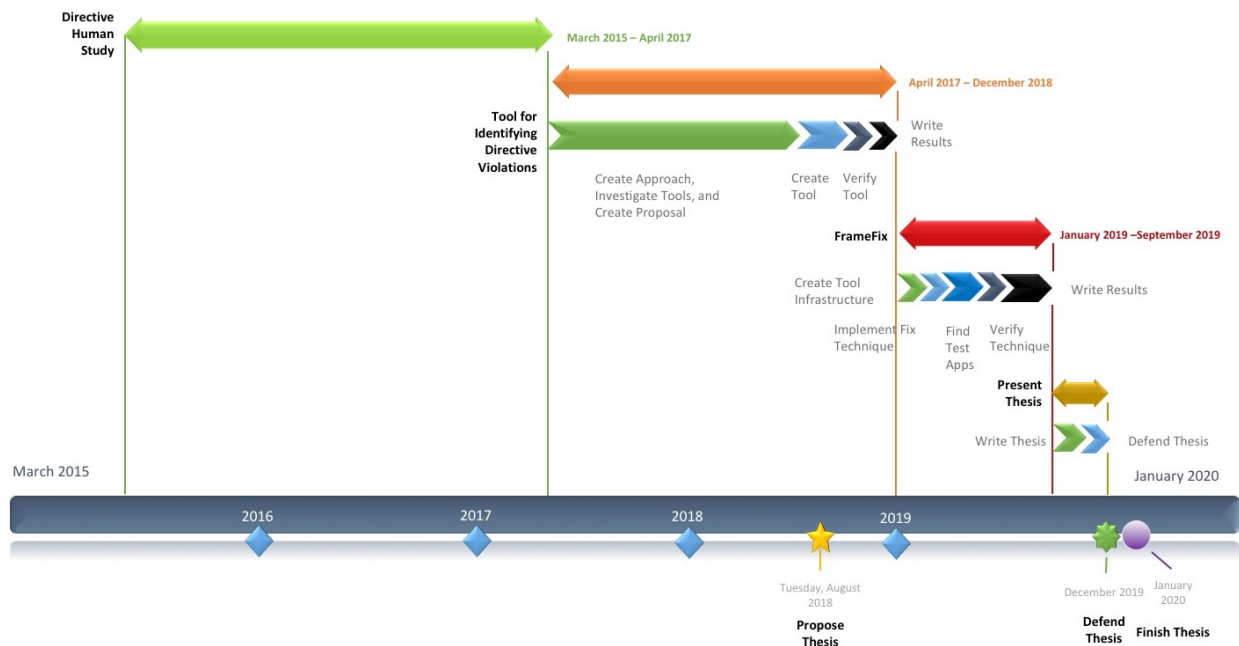 Directive
Human
Study
March 2015 – April 2017
April 2017 – December 2018
Tool for
Identifying
Directive
Violations
Write
Results
Create Approach,
Investigate Tools, and
Create Proposal
Create
Tool
Verify
Tool
FrameFix
January 2019 –September 2019
Create Tool
Infrastructure
Write Results
Implement Fix
Technique
Find
Test
Apps
Verify
Technique
Present
Thesis
Write Thesis
Defend Thesis
March 2015
January 2020
2016
2017
2018
2019
Tuesday, August
2018
Propose
Thesis
December 2019
Defend
Thesis
January
2020
Finish Thesis